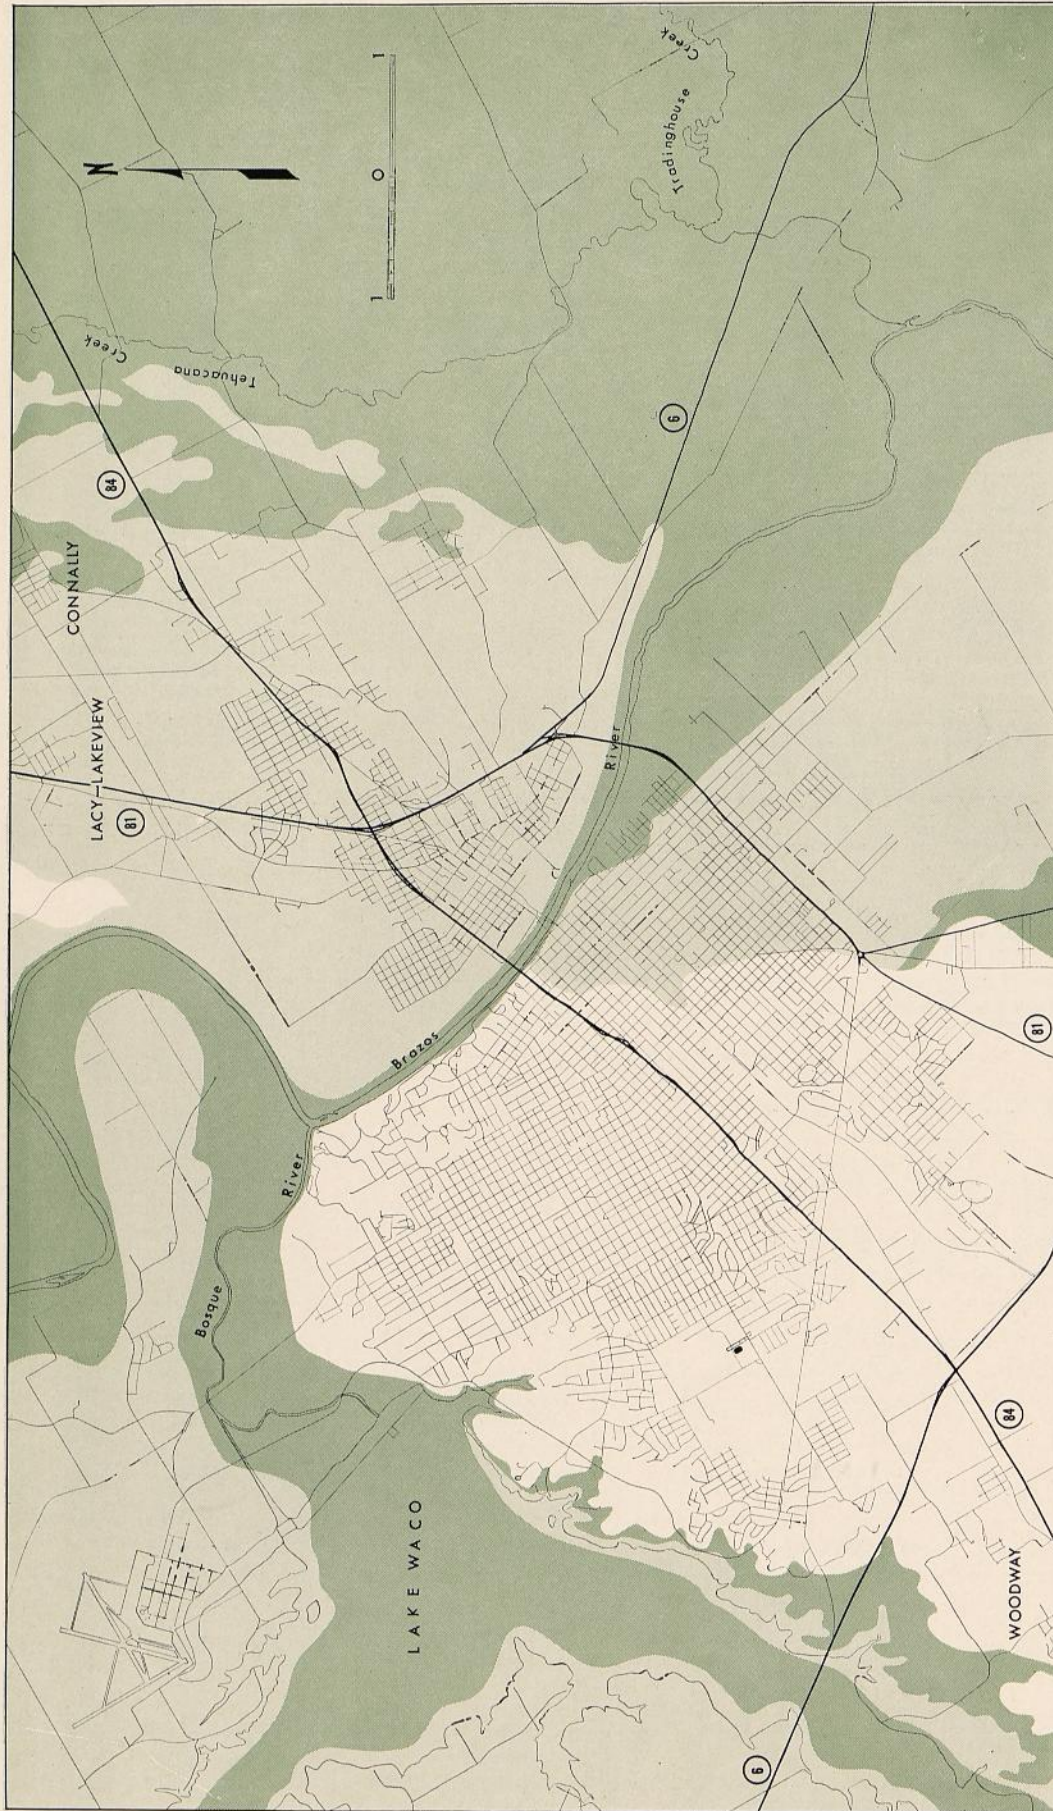 N
1 0 1
Creek
Tradinghouse
Creek
Tehuacana
84
CONNALLY
6
LACY–LAKEVIEW
81
River
Brazos
River
Bosque
81
LAKE WACO
84
WOODWAY
6